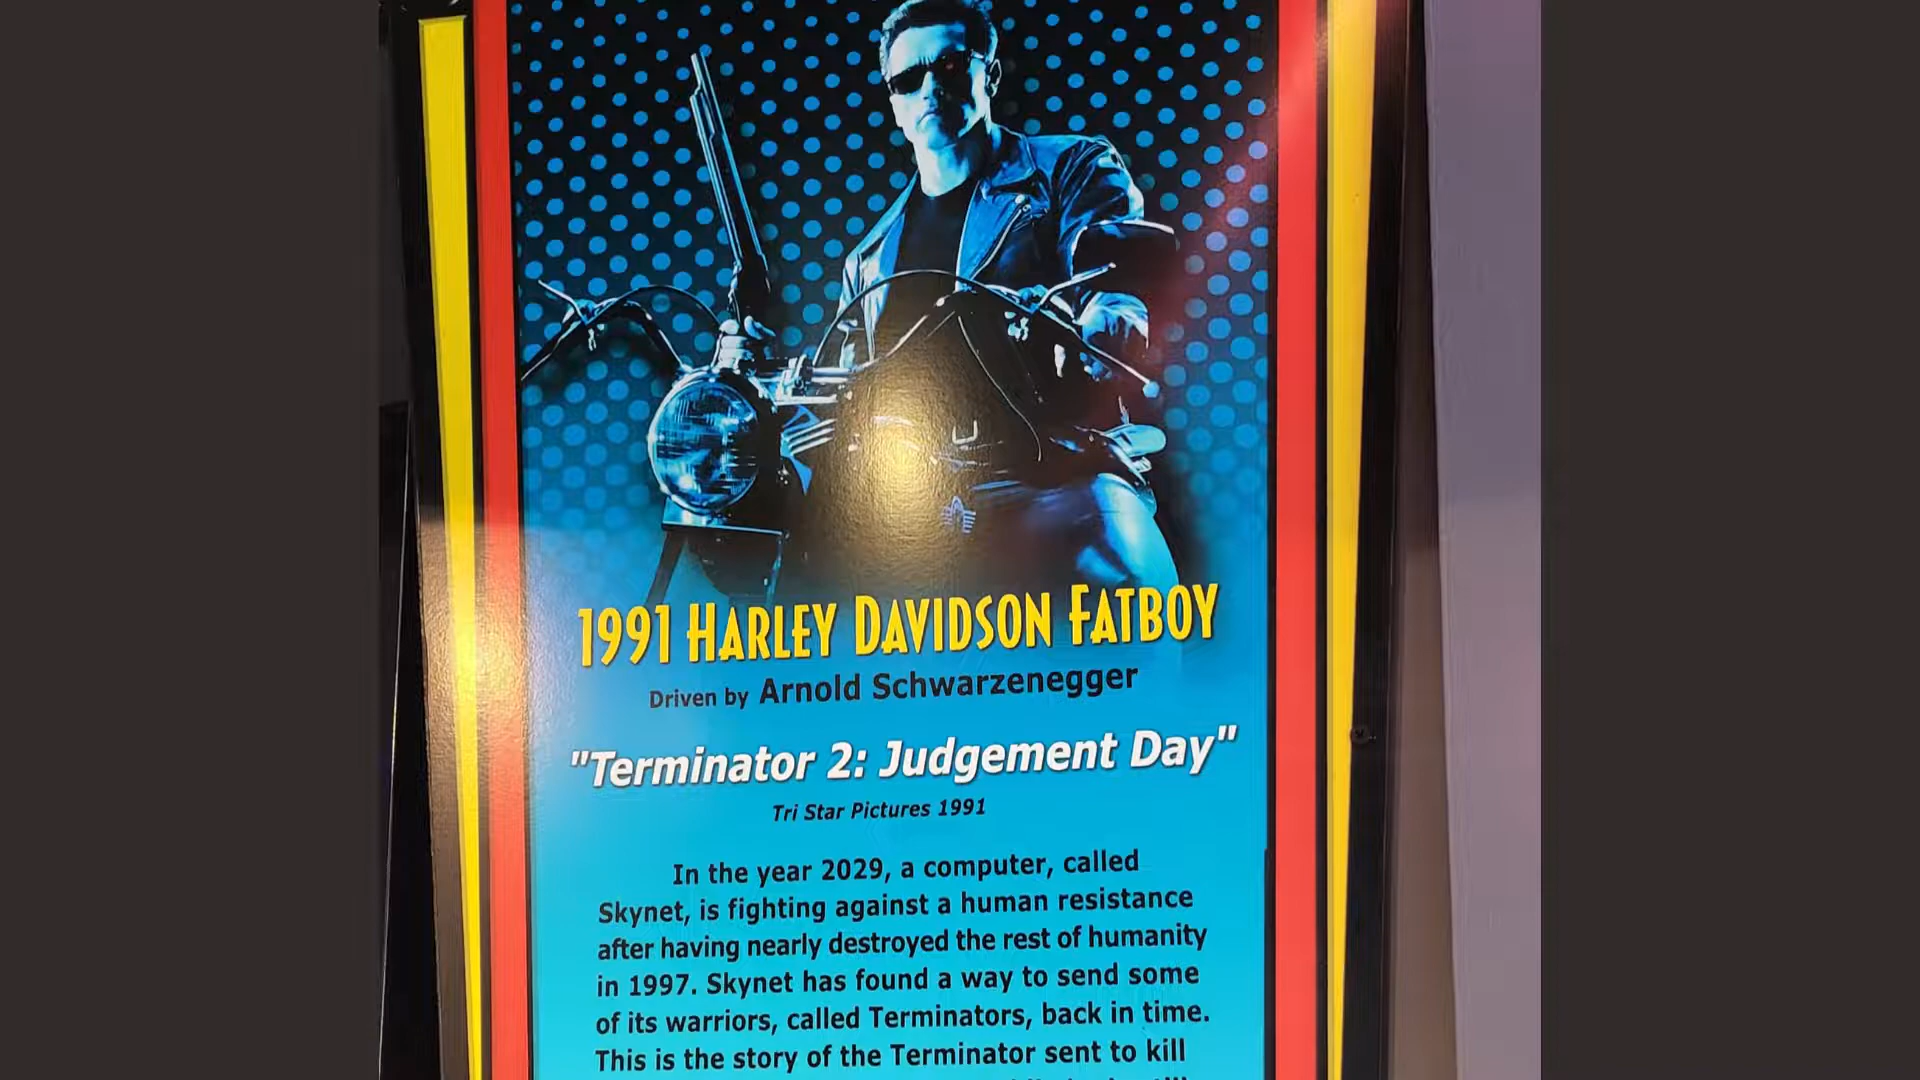 1991 HARLEY DAVIDSON FATBOY
Driven by Arnold Schwarzenegger
"Terminator 2: Judgement Day"
Tri Star Pictures 1991
In the year 2029, a computer, called
Skynet, is fighting against a human resistance
after having nearly destroyed the rest of humanity
in 1997. Skynet has found a way to send some
of its warriors, called Terminators, back in time.
This is the story of the Terminator sent to kill